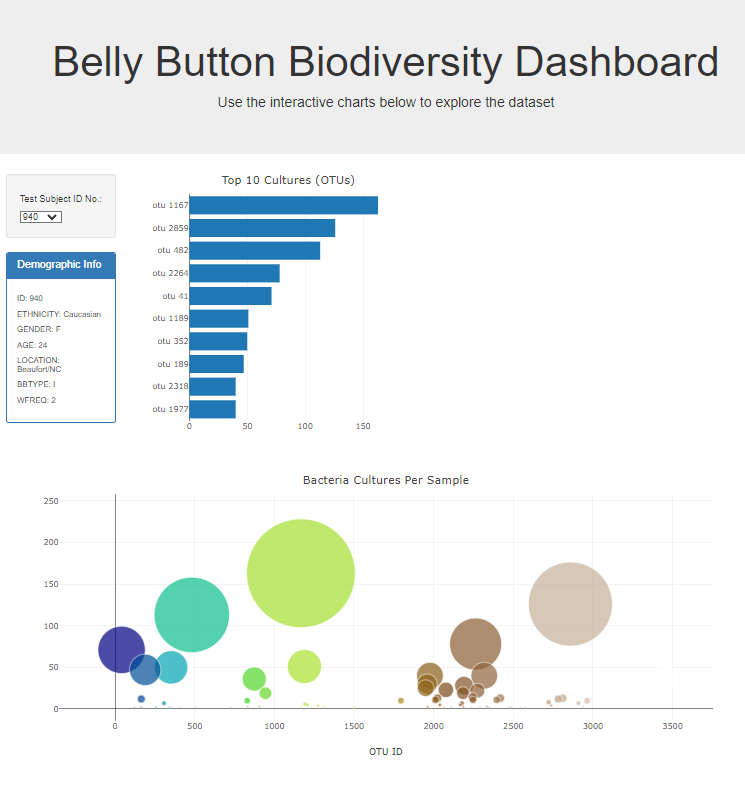 Belly Button Biodiversity Dashboard
Use the interactive charts below to explore the dataset
Test Subject ID No.:
940
Demographic Info
ID: 940
ETHNICITY: Caucasian
GENDER: F
AGE: 24
LOCATION:
Beaufort/NC
BBTYPE: I
WFREQ: 2
Top 10 Cultures (OTUs)
otu 1167
otu 2859
otu 482
otu 2264
otu 41
otu 1189
otu 352
otu 189
otu 2318
otu 1977
0 50 100 150
Bacteria Cultures Per Sample
250
200
150
100
50
0
0 500 1000 1500 2000 2500 3000 3500
OTU ID